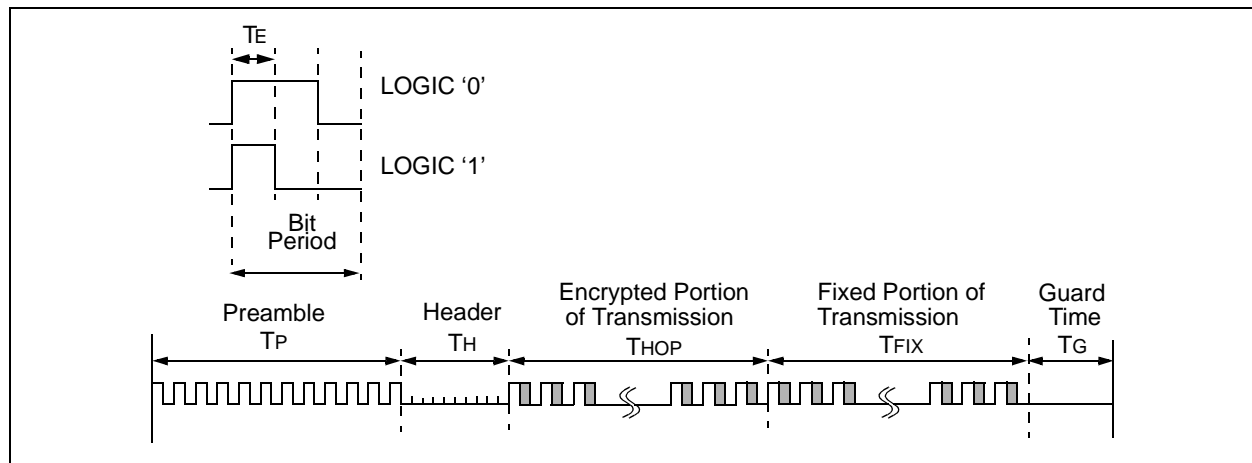 TE
LOGIC ‘0’
LOGIC ‘1’
Bit
Period
Preamble
TP
Header
TH
Encrypted Portion
of Transmission
THOP
Fixed Portion of
Transmission
TFIX
Guard
Time
TG